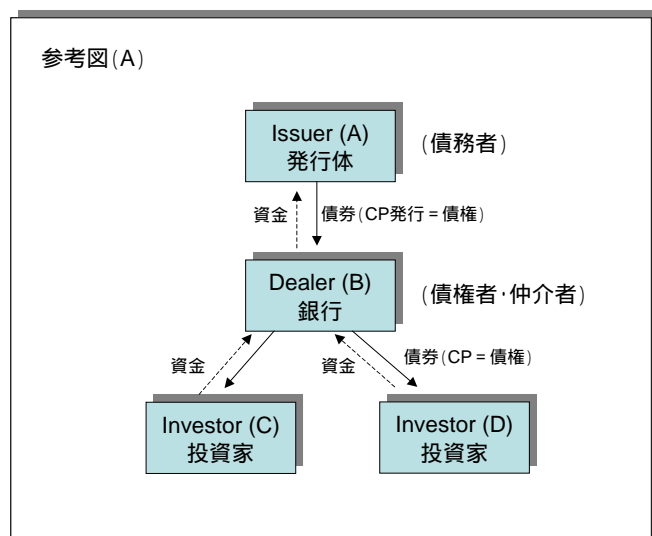 参考図(A)
Issuer (A)
発行体
(債務者)
資金
債券(CP発行=債権)
Dealer (B)
銀行
(債権者·仲介者)
資金
資金
債券(CP=債権)
Investor (C)
投資家
Investor (D)
投資家